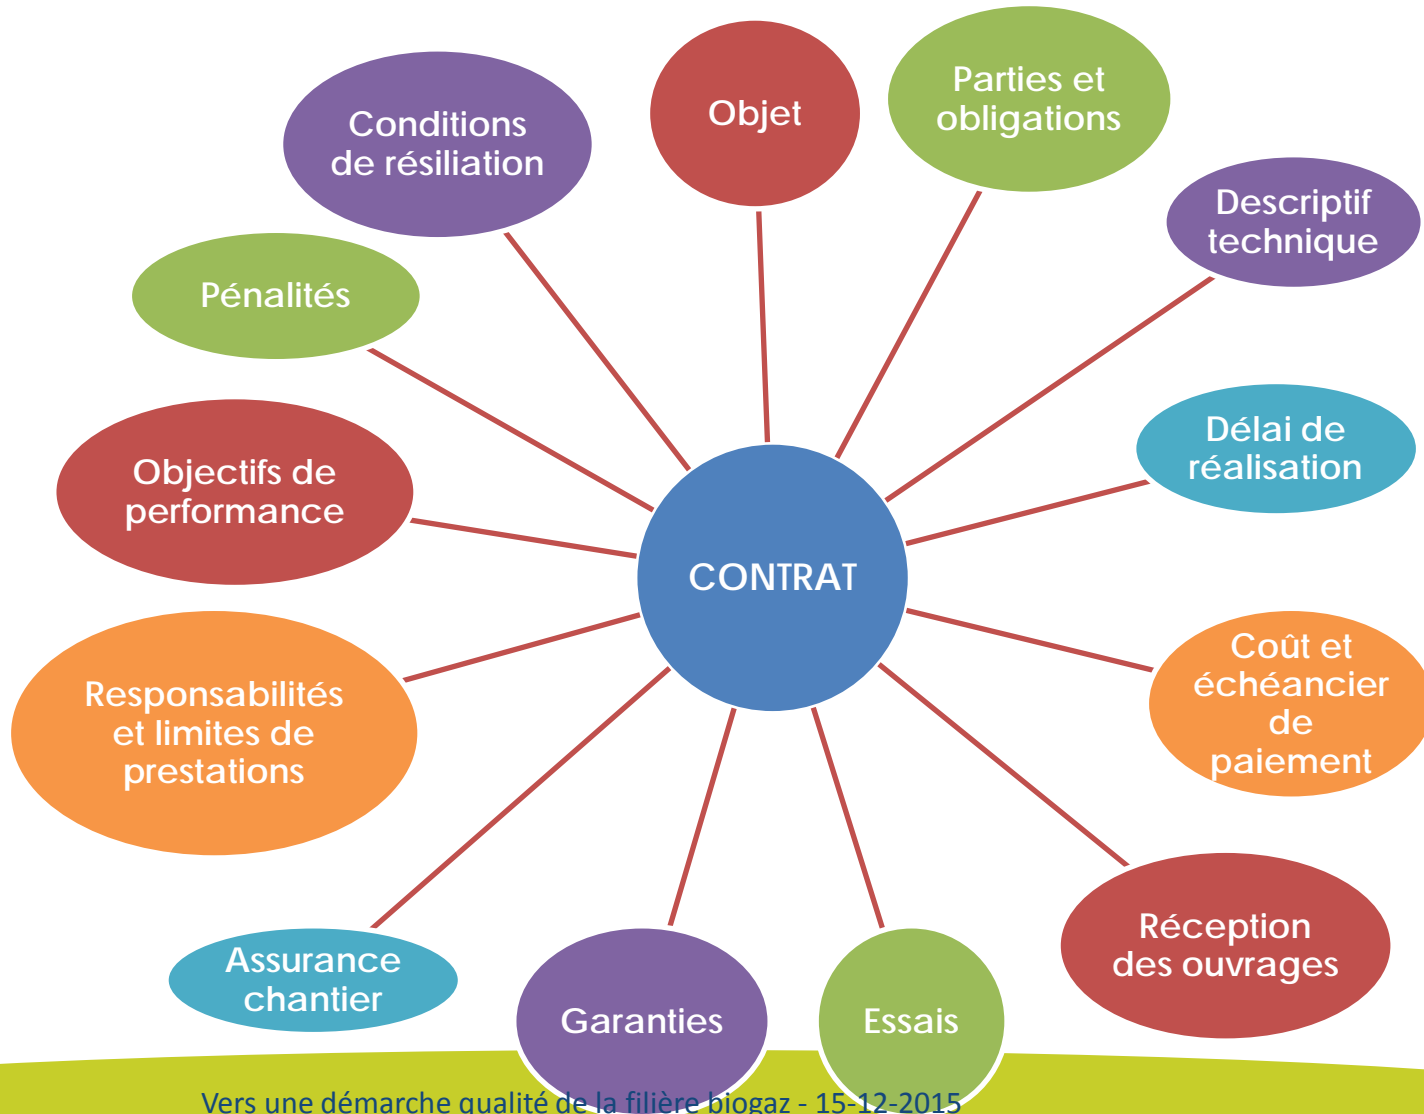 Objet
Parties et
obligations
Descriptif
technique
Délai de
réalisation
Coût et
échéancier
de
paiement
Réception
des ouvrages
Essais
Garanties
Assurance
chantier
Responsabilités
et limites de
prestations
Objectifs de
performance
Pénalités
Conditions
de résiliation
CONTRAT
Vers une démarche qualité de la filière biogaz - 15-12-2015